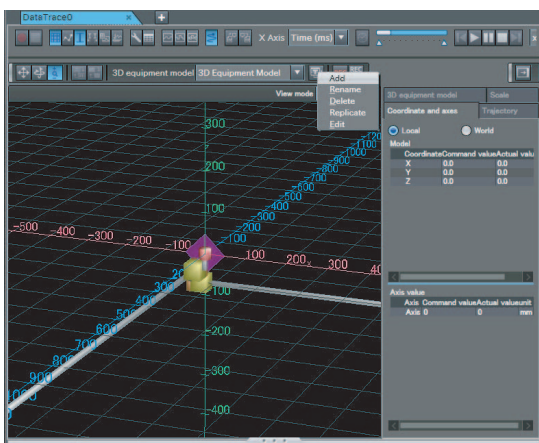 DataTrace0 × +
X Axis Time (ms)
3D equipment model 3D Equipment Model
View mode
Add
Rename
Delete
Replicate
Edit
3D equipment model Scale
Coordinate and axes Trajectory
Local World
Model
Coordinate Command value Actual valu
X 0.0 0.0
Y 0.0 0.0
Z 0.0 0.0
Axis value
Axis Command value Actual value unit
Axis 0 0 mm
300
200
100
-500 -400 -300 -200 -100
100 200 x 300 40
-100
-200
-300
-400
-1100
-1000
-900
-800
-700
-600
-500
-400
-300
-200
-100
200
300
400
500
600
700
800
900
1000